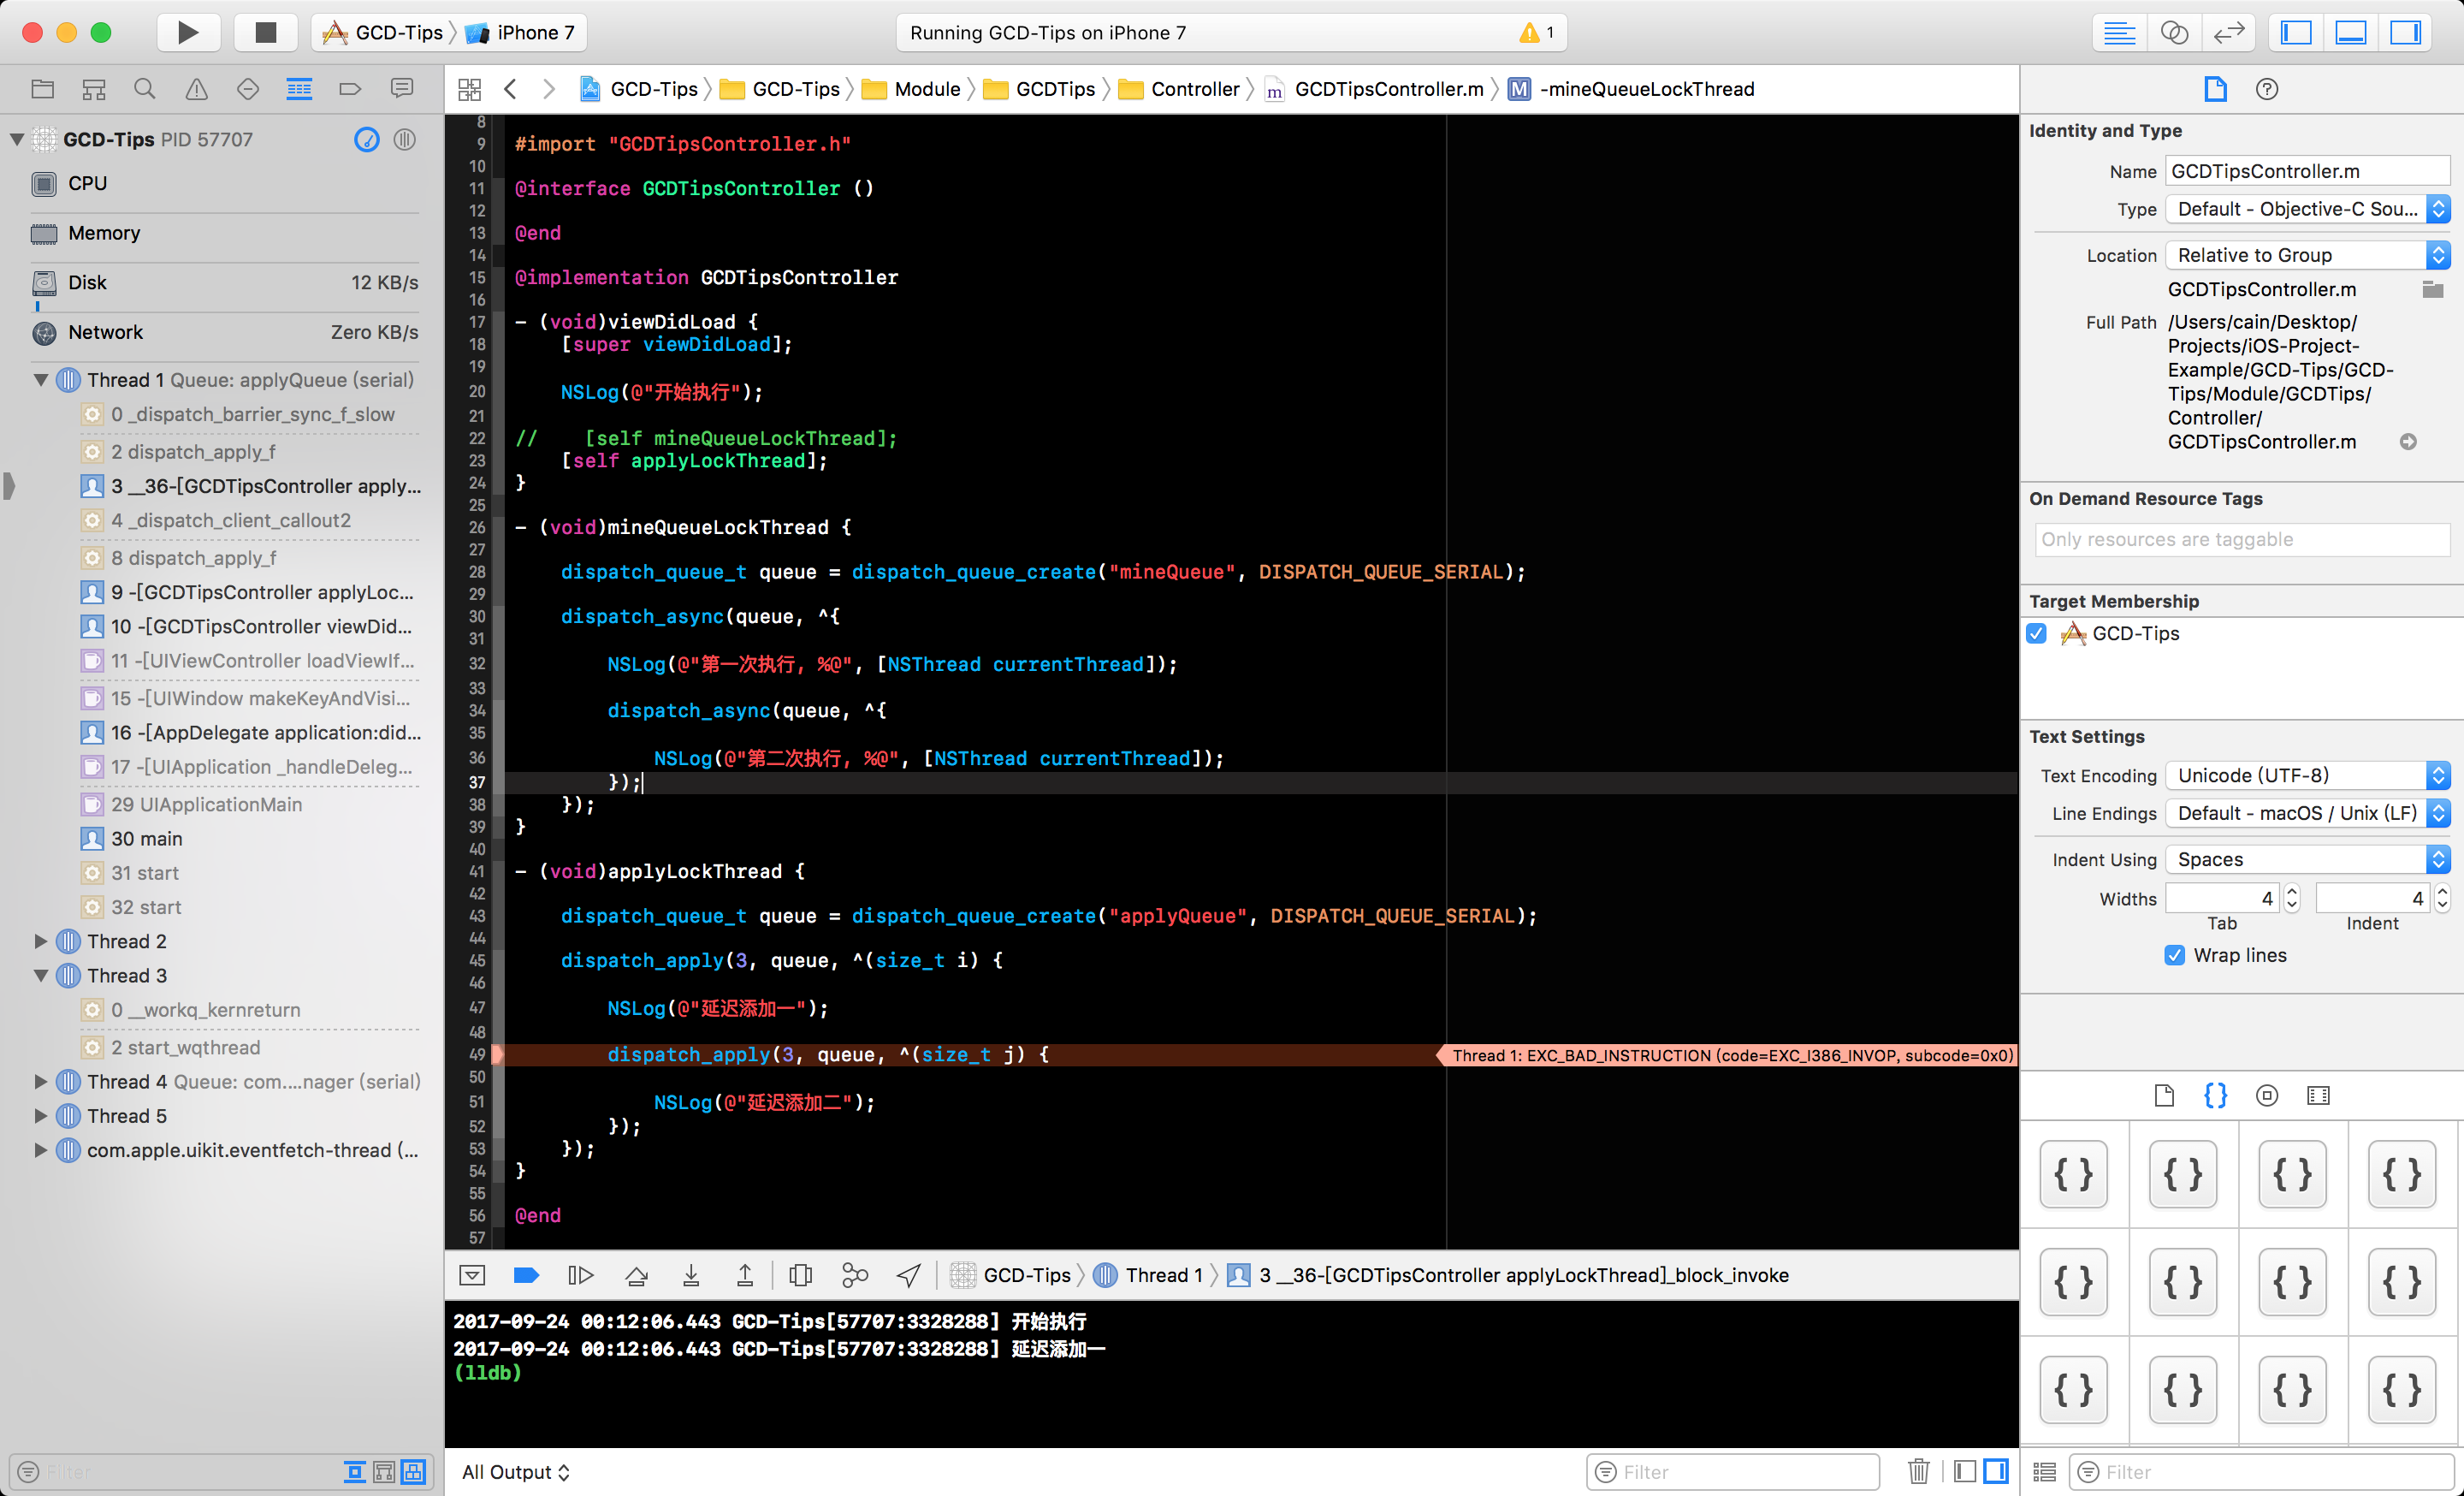 GCD-Tips 〉 iPhone 7
Running GCD-Tips on iPhone 7
1
GCD-Tips 〉 GCD-Tips 〉 Module 〉 GCDTips 〉 Controller 〉 m GCDTipsController.m 〉 M -mineQueueLockThread
GCD-Tips PID 57707
CPU
Memory
Disk 12 KB/s
Network Zero KB/s
Thread 1 Queue: applyQueue (serial)
0 _dispatch_barrier_sync_f_slow
2 dispatch_apply_f
3 __36-[GCDTipsController apply...
4 _dispatch_client_callout2
8 dispatch_apply_f
9 -[GCDTipsController applyLoc...
10 -[GCDTipsController viewDid...
11 -[UIViewController loadViewIf...
15 -[UIWindow makeKeyAndVisi...
16 -[AppDelegate application:did...
17 -[UIApplication _handleDeleg...
29 UIApplicationMain
30 main
31 start
32 start
Thread 2
Thread 3
0 __workq_kernreturn
2 start_wqthread
Thread 4 Queue: com....nager (serial)
Thread 5
com.apple.uikit.eventfetch-thread (...
Filter
8
9 #import "GCDTipsController.h"
10
11 @interface GCDTipsController ()
12
13 @end
14
15 @implementation GCDTipsController
16
17 - (void)viewDidLoad {
18     [super viewDidLoad];
19
20     NSLog(@"开始执行");
21
22 //    [self mineQueueLockThread];
23     [self applyLockThread];
24 }
25
26 - (void)mineQueueLockThread {
27
28     dispatch_queue_t queue = dispatch_queue_create("mineQueue", DISPATCH_QUEUE_SERIAL);
29
30     dispatch_async(queue, ^{
31
32         NSLog(@"第一次执行, %@", [NSThread currentThread]);
33
34         dispatch_async(queue, ^{
35
36             NSLog(@"第二次执行, %@", [NSThread currentThread]);
37         });
38     });
39 }
40
41 - (void)applyLockThread {
42
43     dispatch_queue_t queue = dispatch_queue_create("applyQueue", DISPATCH_QUEUE_SERIAL);
44
45     dispatch_apply(3, queue, ^(size_t i) {
46
47         NSLog(@"延迟添加一");
48
49         dispatch_apply(3, queue, ^(size_t j) { Thread 1: EXC_BAD_INSTRUCTION (code=EXC_I386_INVOP, subcode=0x0)
50
51             NSLog(@"延迟添加二");
52         });
53     });
54 }
55
56 @end
57
GCD-Tips 〉 Thread 1 〉 3 __36-[GCDTipsController applyLockThread]_block_invoke
2017-09-24 00:12:06.443 GCD-Tips[57707:3328288] 开始执行
2017-09-24 00:12:06.443 GCD-Tips[57707:3328288] 延迟添加一
(lldb)
All Output
Filter
Identity and Type
Name GCDTipsController.m
Type Default - Objective-C Sou...
Location Relative to Group
GCDTipsController.m
Full Path /Users/cain/Desktop/
Projects/iOS-Project-
Example/GCD-Tips/GCD-
Tips/Module/GCDTips/
Controller/
GCDTipsController.m
On Demand Resource Tags
Only resources are taggable
Target Membership
GCD-Tips
Text Settings
Text Encoding Unicode (UTF-8)
Line Endings Default - macOS / Unix (LF)
Indent Using Spaces
Widths 4 4
Tab Indent
Wrap lines
{ } { } { } { } { }
{ } { } { } { }
{ } { } { } { }
Filter